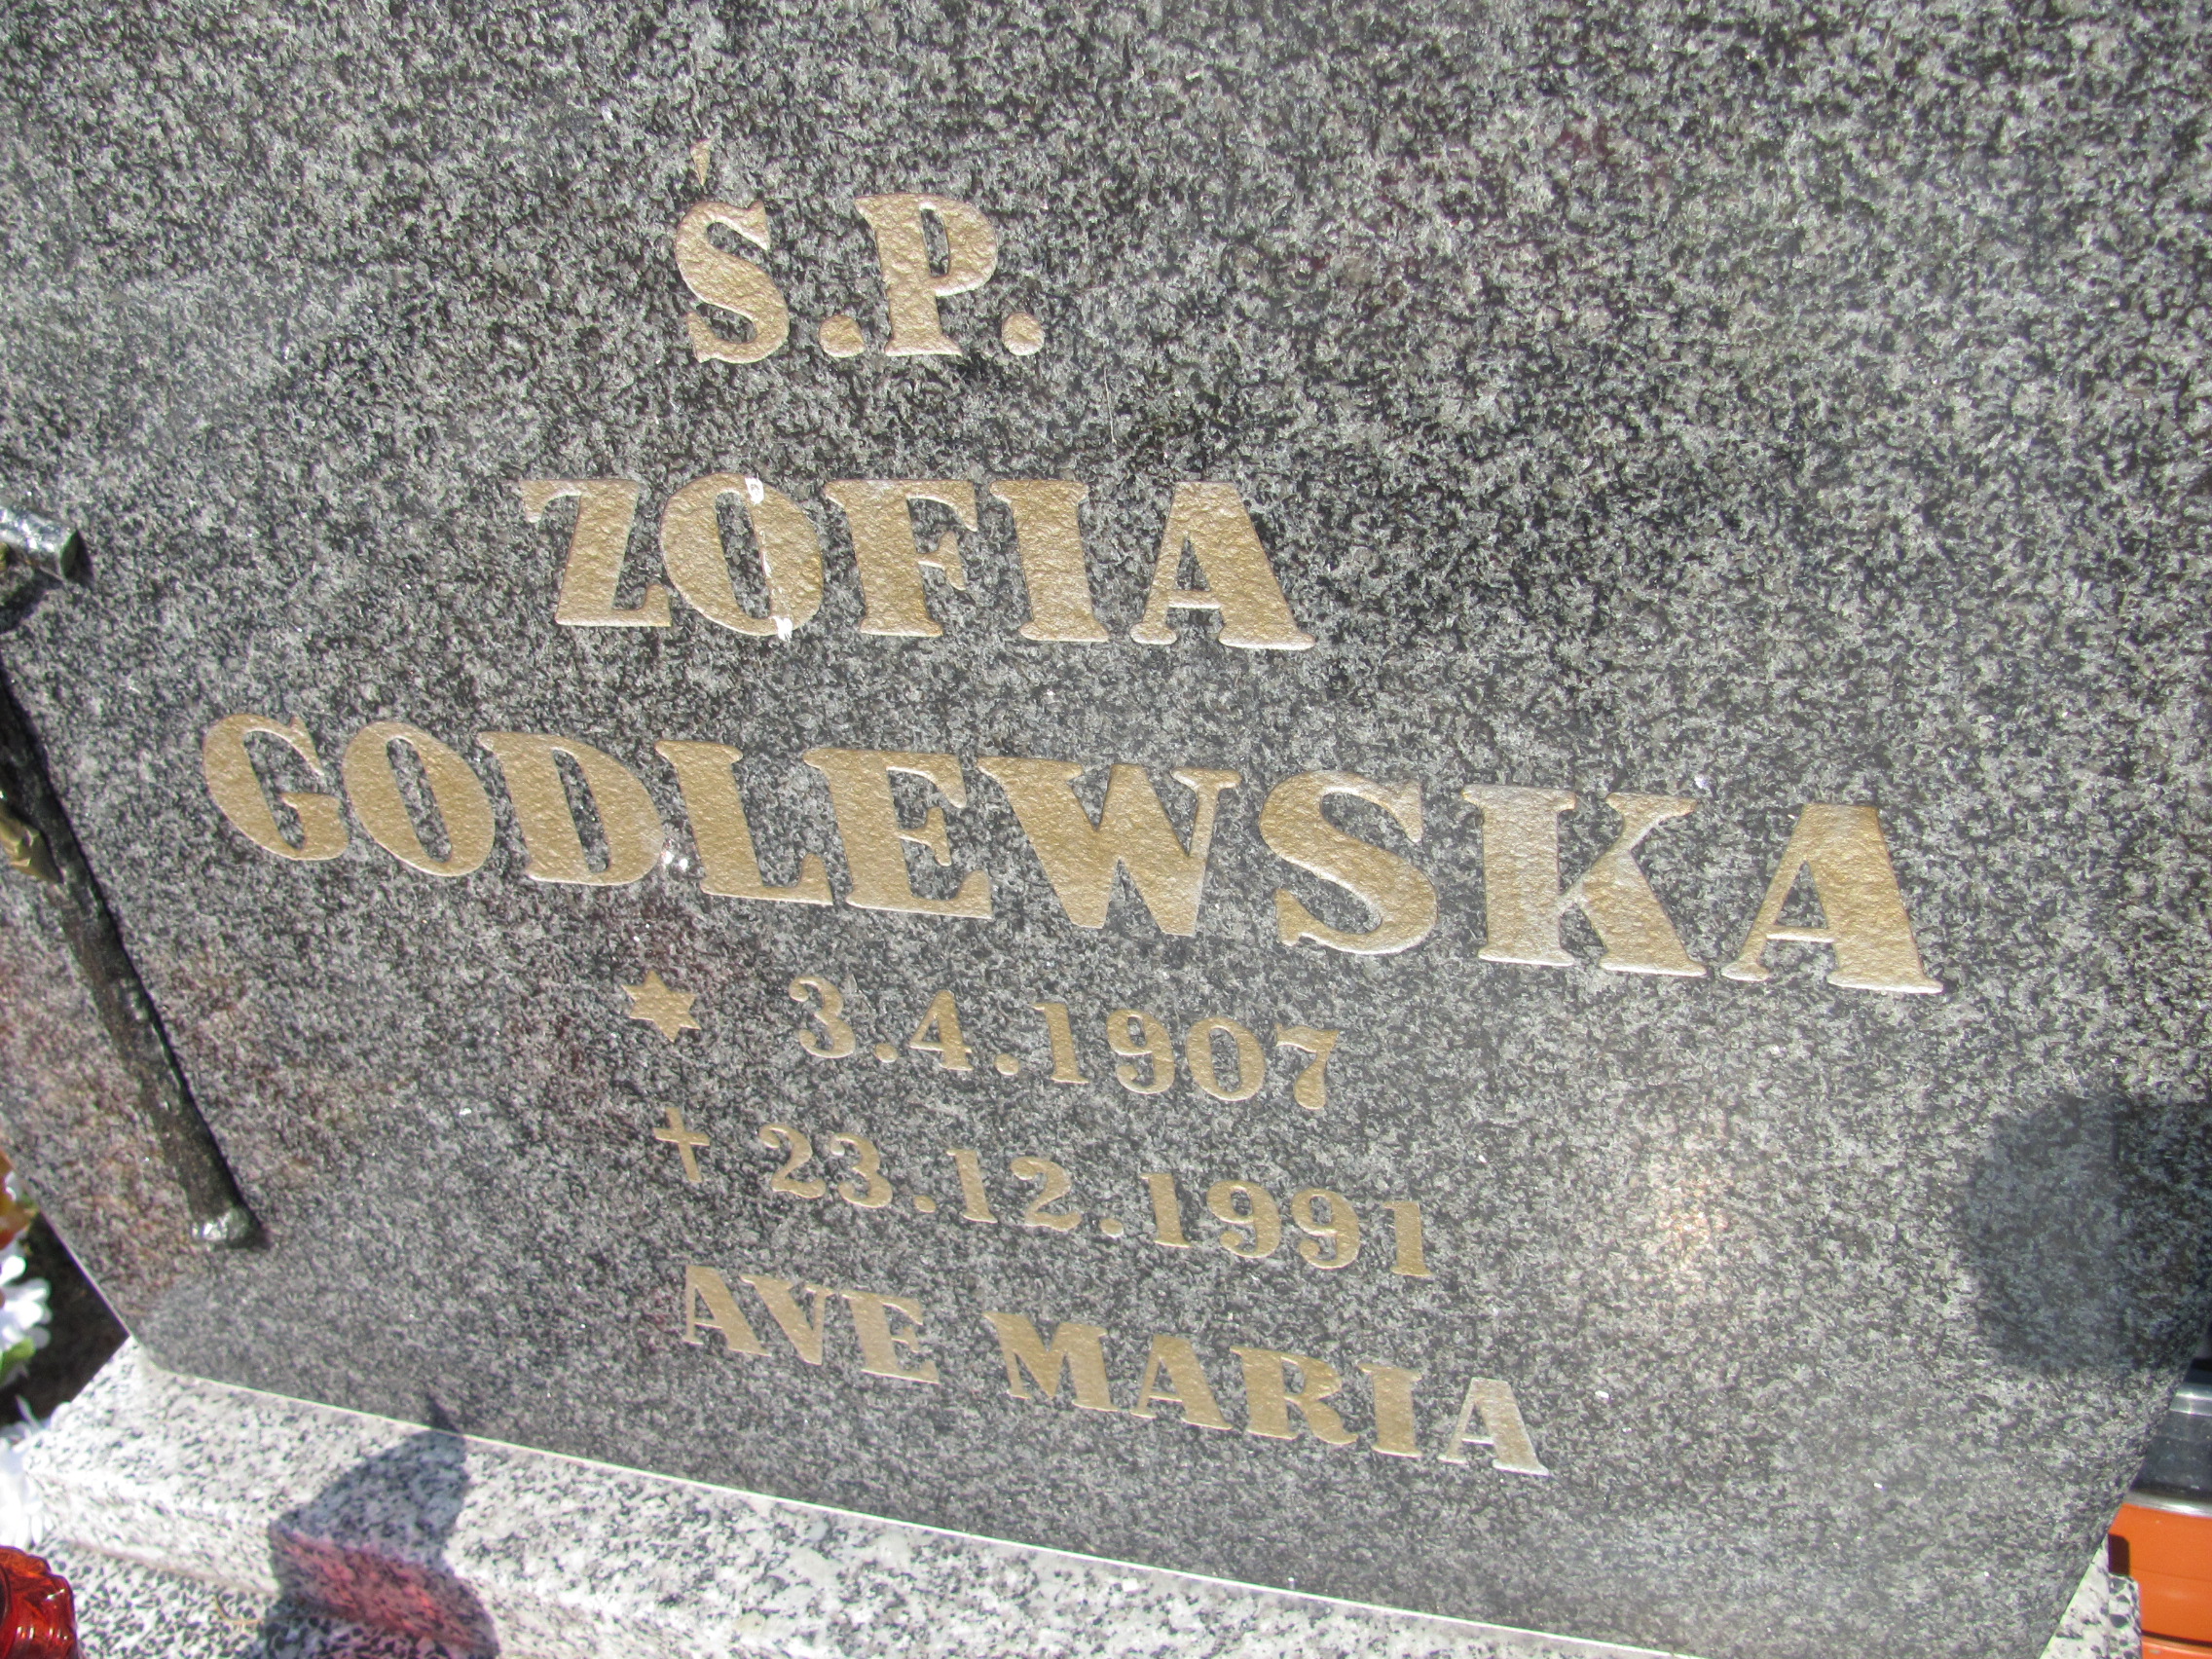 Ś.P.
ZOFIA
GODLEWSKA
✶ 3.4.1907
✝ 23.12.1991
AVE MARIA